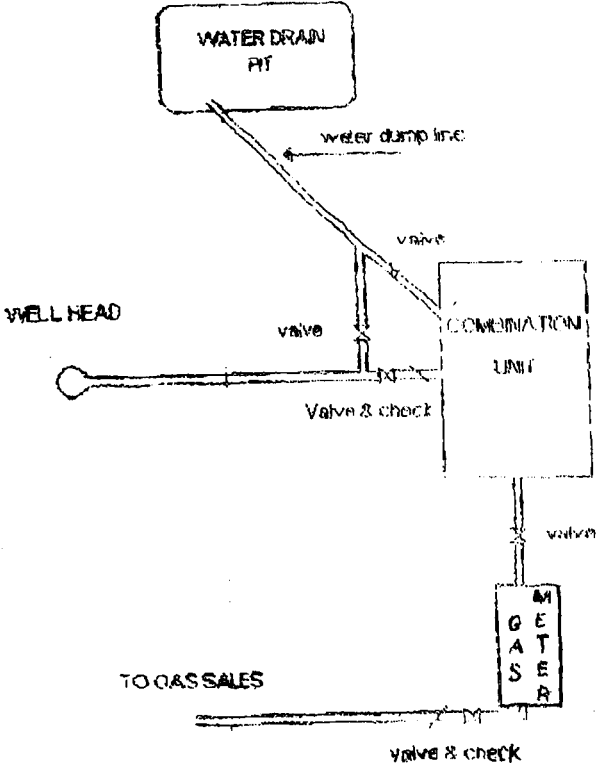 WATER DRAIN
PIT
water dump line
valve
WELL HEAD
COMBINATION
UNIT
valve
Valve & check
valve
GAS
METER
TO GAS SALES
valve & check